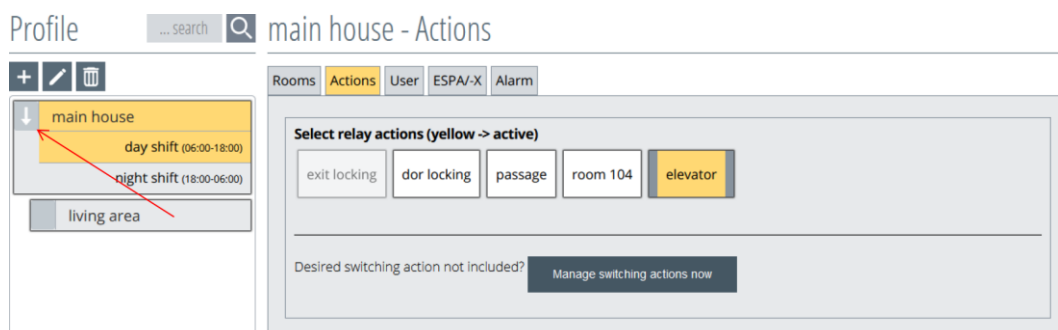 Profile
... search
main house - Actions
Rooms Actions User ESPA/-X Alarm
main house
day shift (06:00-18:00)
night shift (18:00-06:00)
living area
Select relay actions (yellow -> active)
exit locking dor locking passage room 104 elevator
Desired switching action not included? Manage switching actions now